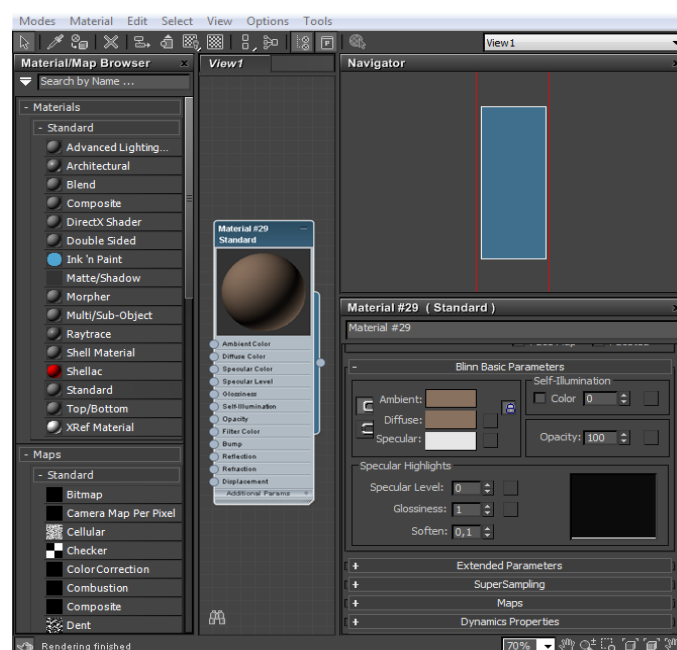 Modes Material Edit Select View Options Tools
View1
Material/Map Browser x
View1
Navigator
Search by Name ...
- Materials
- Standard
Advanced Lighting...
Architectural
Blend
Composite
DirectX Shader
Double Sided
Ink 'n Paint
Matte/Shadow
Morpher
Multi/Sub-Object
Raytrace
Shell Material
Shellac
Standard
Top/Bottom
XRef Material
- Maps
- Standard
Bitmap
Camera Map Per Pixel
Cellular
Checker
ColorCorrection
Combustion
Composite
Dent
Rendering finished
Material #29
Standard
Ambient Color
Diffuse Color
Specular Color
Specular Level
Glossiness
Self-Illumination
Opacity
Filter Color
Bump
Reflection
Refraction
Displacement
Additional Params +
Material #29 ( Standard )
Material #29
- Blinn Basic Parameters
Self-Illumination
Ambient:
Color 0
Diffuse:
Specular:
Opacity: 100
Specular Highlights
Specular Level: 0
Glossiness: 1
Soften: 0,1
+ Extended Parameters
+ SuperSampling
+ Maps
+ Dynamics Properties
70%